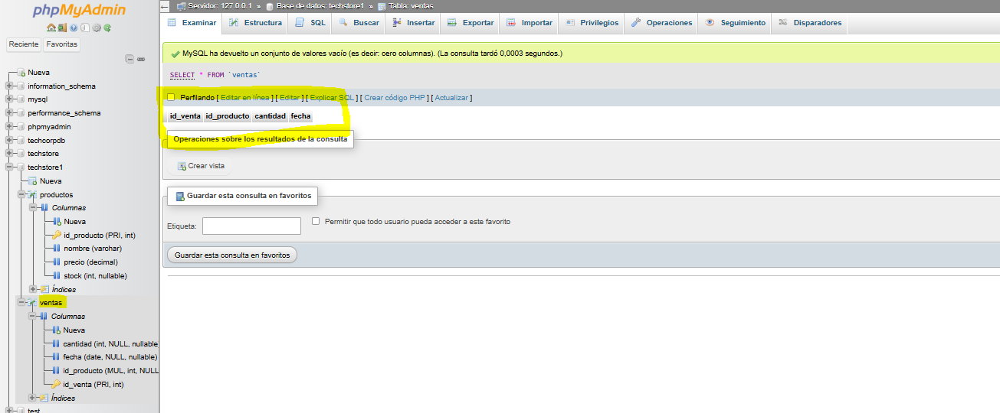 phpMyAdmin
Reciente Favoritas
Nueva
information_schema
mysql
performance_schema
phpmyadmin
techcorpdb
techstore
techstore1
Nueva
productos
Columnas
Nueva
id_producto (PRI, int)
nombre (varchar)
precio (decimal)
stock (int, nullable)
Índices
ventas
Columnas
Nueva
cantidad (int, NULL, nullable
fecha (date, NULL, nullable)
id_producto (MUL, int, NULL
id_venta (PRI, int)
Índices
test
Servidor: 127.0.0.1 » Base de datos: techstore1 » Tabla: ventas
Examinar Estructura SQL Buscar Insertar Exportar Importar Privilegios Operaciones Seguimiento Disparadores
MySQL ha devuelto un conjunto de valores vacío (es decir: cero columnas). (La consulta tardó 0,0003 segundos.)
SELECT * FROM `ventas`
Perfilando [ Editar en línea ] [ Editar ] [ Explicar SQL ] [ Crear código PHP ] [ Actualizar ]
id_venta id_producto cantidad fecha
Operaciones sobre los resultados de la consulta
Crear vista
Guardar esta consulta en favoritos
Etiqueta: Permitir que todo usuario pueda acceder a este favorito
Guardar esta consulta en favoritos